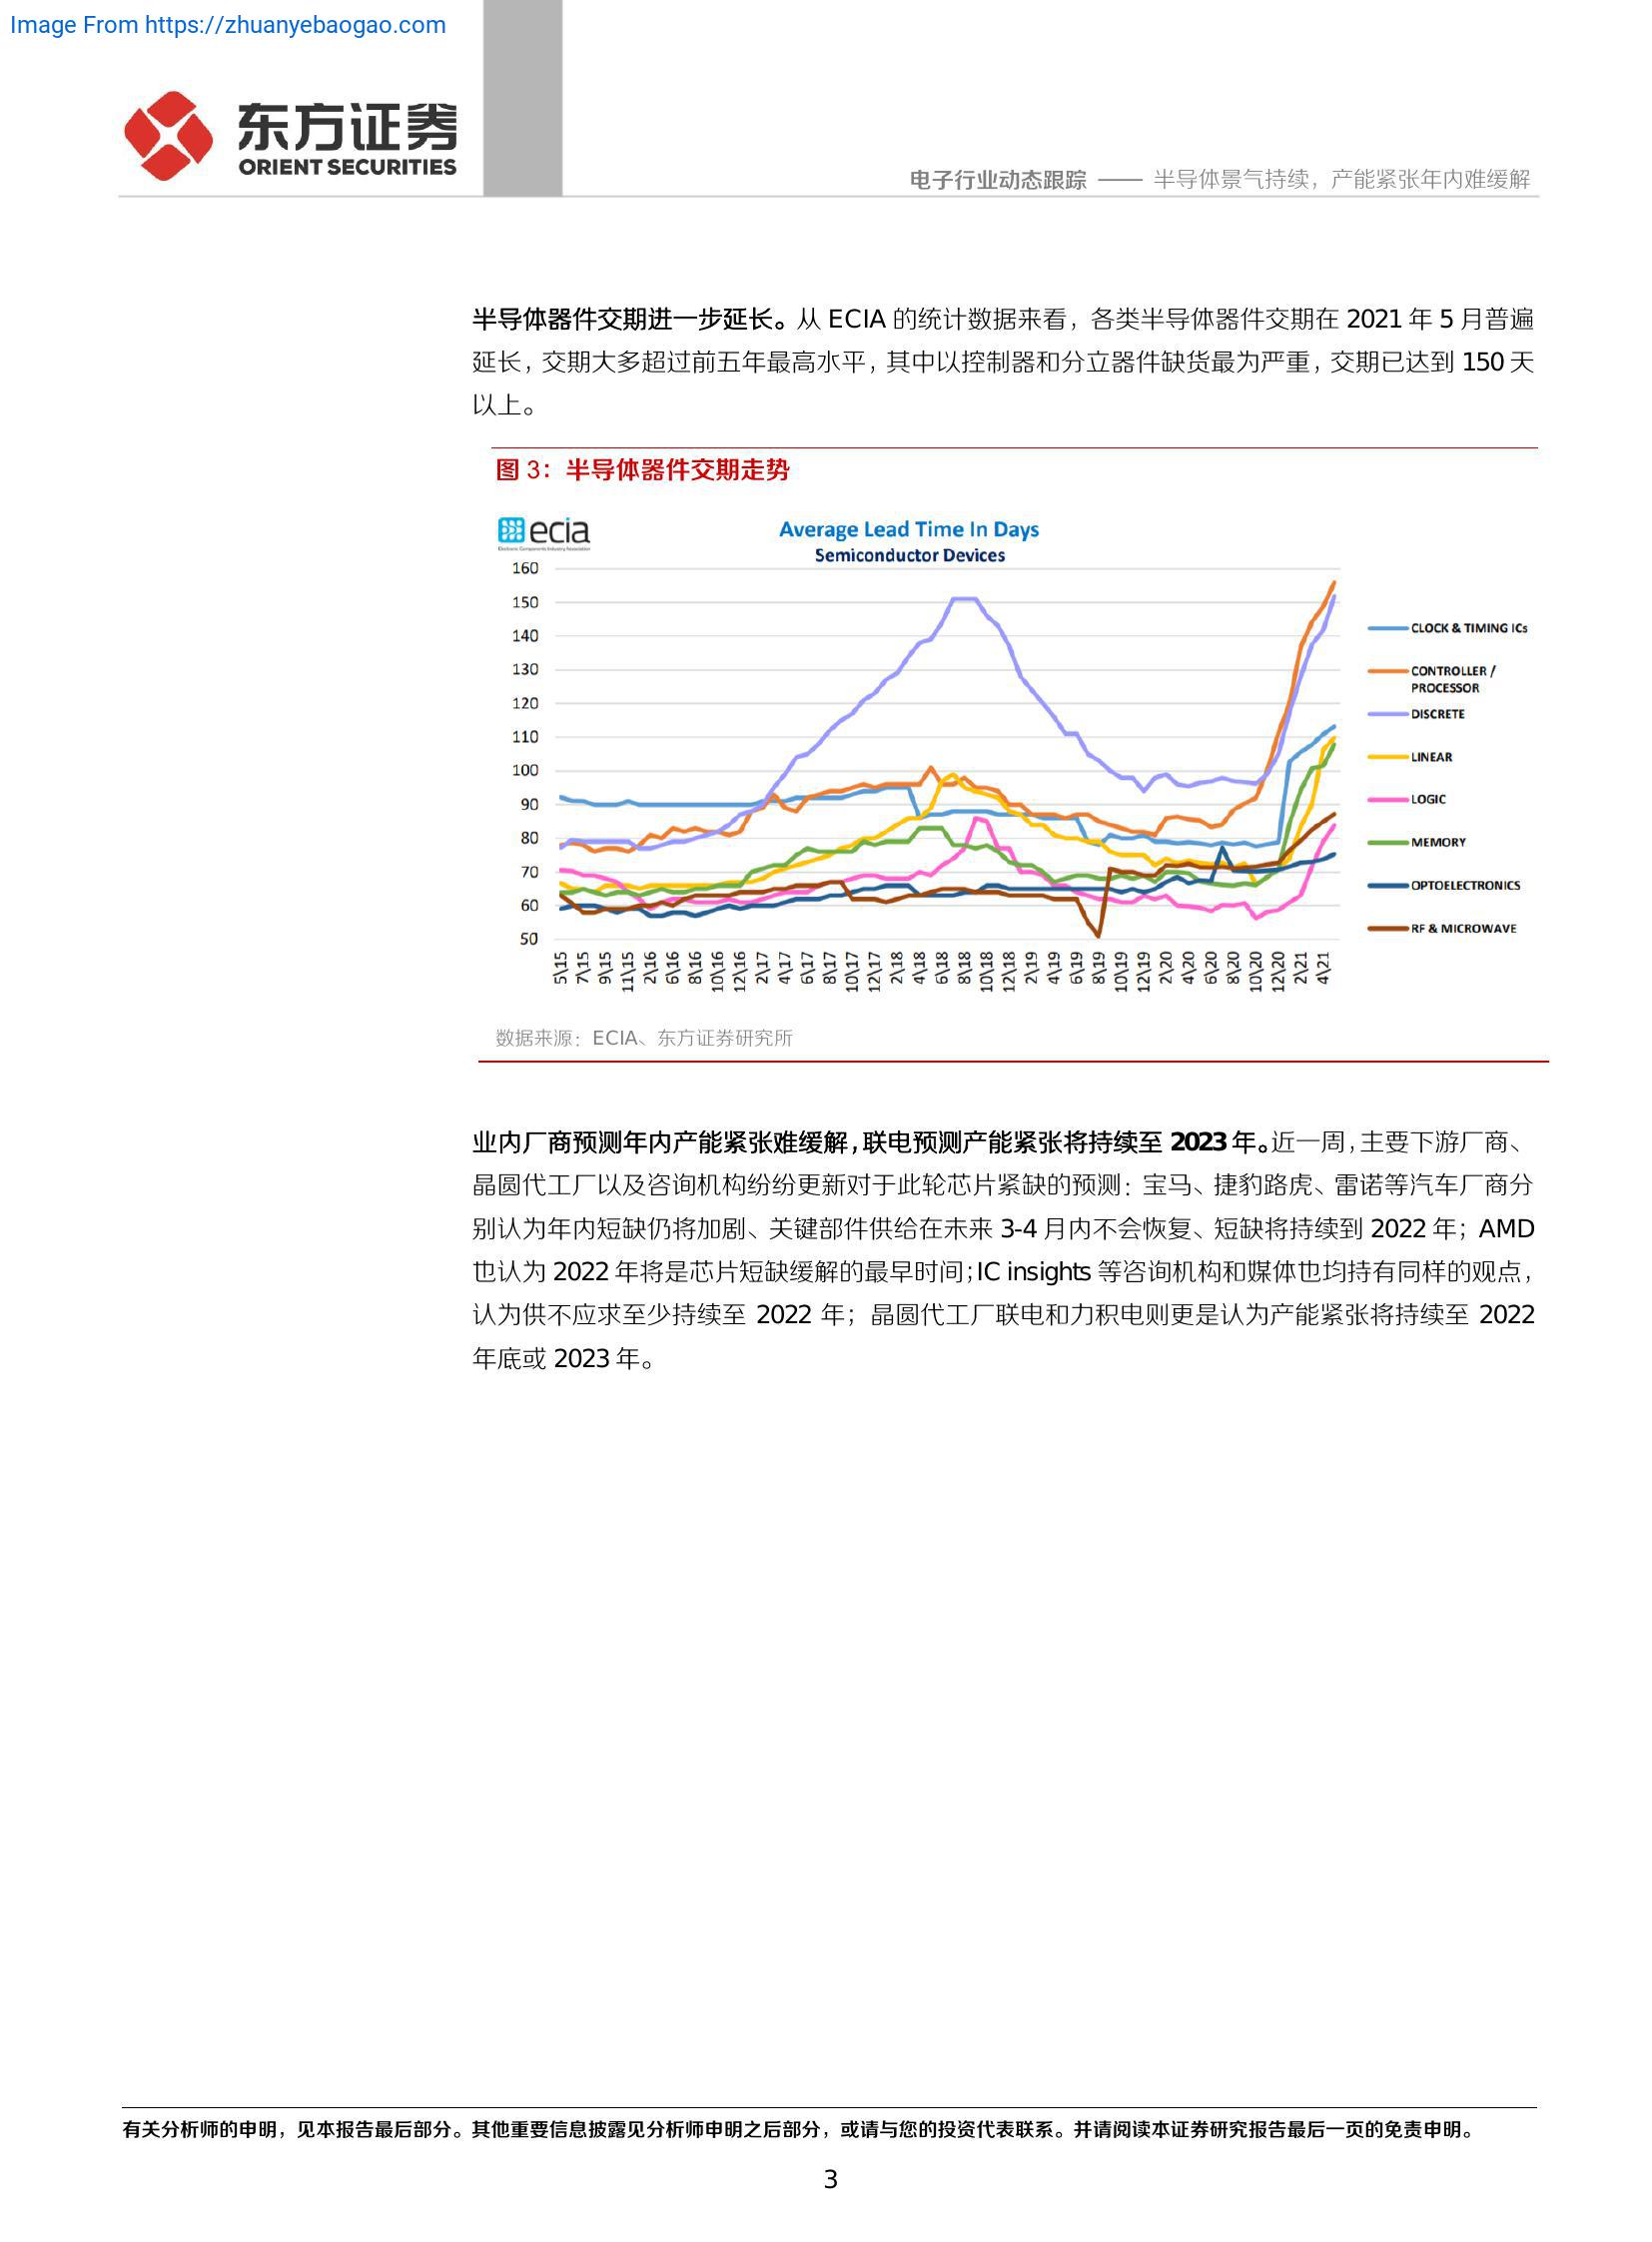 Image From https://zhuanyebaogao.com
东方证券
ORIENT SECURITIES
电子行业动态跟踪 —— 半导体景气持续，产能紧张年内难缓解
半导体器件交期进一步延长。从 ECIA 的统计数据来看，各类半导体器件交期在 2021 年 5 月普遍
延长，交期大多超过前五年最高水平，其中以控制器和分立器件缺货最为严重，交期已达到 150 天
以上。
图 3：半导体器件交期走势
ecia
Electronic Components Industry Association
Average Lead Time In Days
Semiconductor Devices
160
150
140
130
120
110
100
90
80
70
60
50
5\15 7\15 9\15 11\15 2\16 6\16 8\16 10\16 12\16 2\17 4\17 6\17 8\17 10\17 12\17 2\18 4\18 6\18 8\18 10\18 12\18 2\19 4\19 6\19 8\19 10\19 12\19 2\20 4\20 6\20 8\20 10\20 12\20 2\21 4\21
CLOCK & TIMING ICs
CONTROLLER /
PROCESSOR
DISCRETE
LINEAR
LOGIC
MEMORY
OPTOELECTRONICS
RF & MICROWAVE
数据来源：ECIA、东方证券研究所
业内厂商预测年内产能紧张难缓解，联电预测产能紧张将持续至 2023 年。近一周，主要下游厂商、
晶圆代工厂以及咨询机构纷纷更新对于此轮芯片紧缺的预测：宝马、捷豹路虎、雷诺等汽车厂商分
别认为年内短缺仍将加剧、关键部件供给在未来 3-4 月内不会恢复、短缺将持续到 2022 年；AMD
也认为 2022 年将是芯片短缺缓解的最早时间；IC insights 等咨询机构和媒体也均持有同样的观点，
认为供不应求至少持续至 2022 年；晶圆代工厂联电和力积电则更是认为产能紧张将持续至 2022
年底或 2023 年。
有关分析师的申明，见本报告最后部分。其他重要信息披露见分析师申明之后部分，或请与您的投资代表联系。并请阅读本证券研究报告最后一页的免责申明。
3